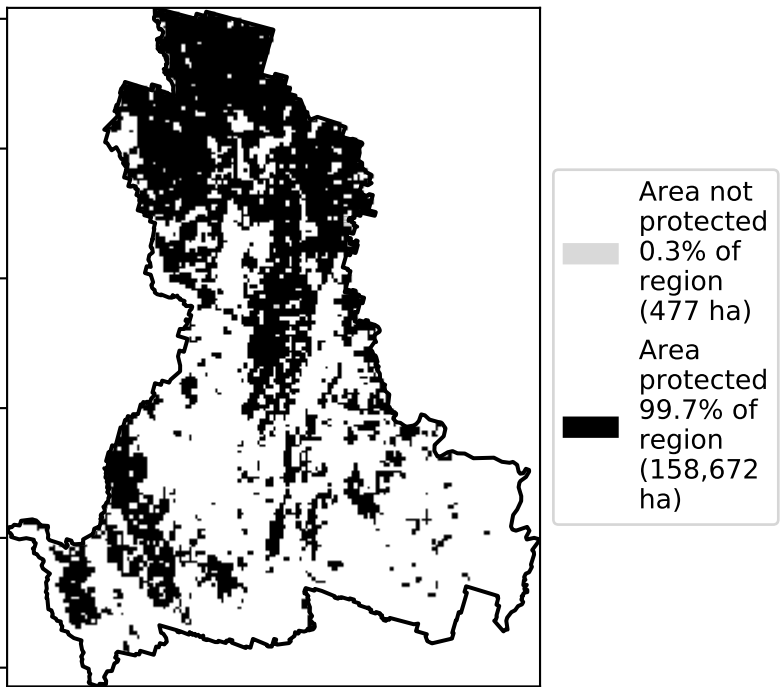 Area not
protected
0.3% of
region
(477 ha)
Area
protected
99.7% of
region
(158,672
ha)